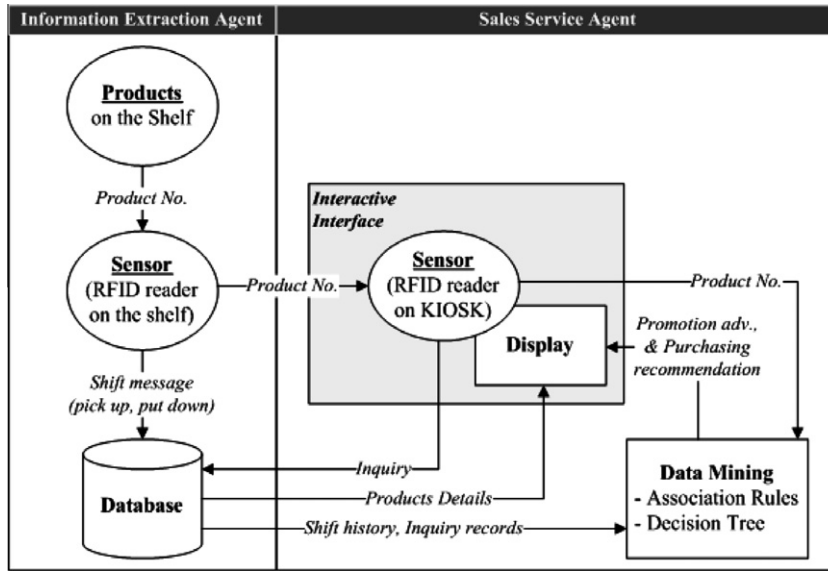 Information Extraction Agent
Sales Service Agent
Products
on the Shelf
Product No.
Interactive
Interface
Sensor
(RFID reader
on the shelf)
Product No.
Sensor
(RFID reader
on KIOSK)
Product No.
Display
Promotion adv.,
& Purchasing
recommendation
Shift message
(pick up, put down)
Database
Inquiry
Products Details
Shift history, Inquiry records
Data Mining
- Association Rules
- Decision Tree